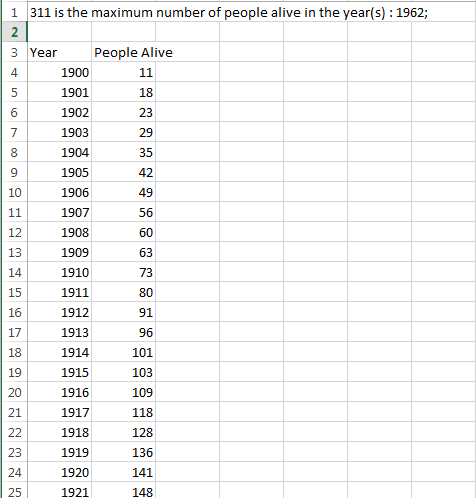 1 311 is the maximum number of people alive in the year(s) : 1962;
2
3 Year People Alive
4 1900 11
5 1901 18
6 1902 23
7 1903 29
8 1904 35
9 1905 42
10 1906 49
11 1907 56
12 1908 60
13 1909 63
14 1910 73
15 1911 80
16 1912 91
17 1913 96
18 1914 101
19 1915 103
20 1916 109
21 1917 118
22 1918 128
23 1919 136
24 1920 141
25 1921 148